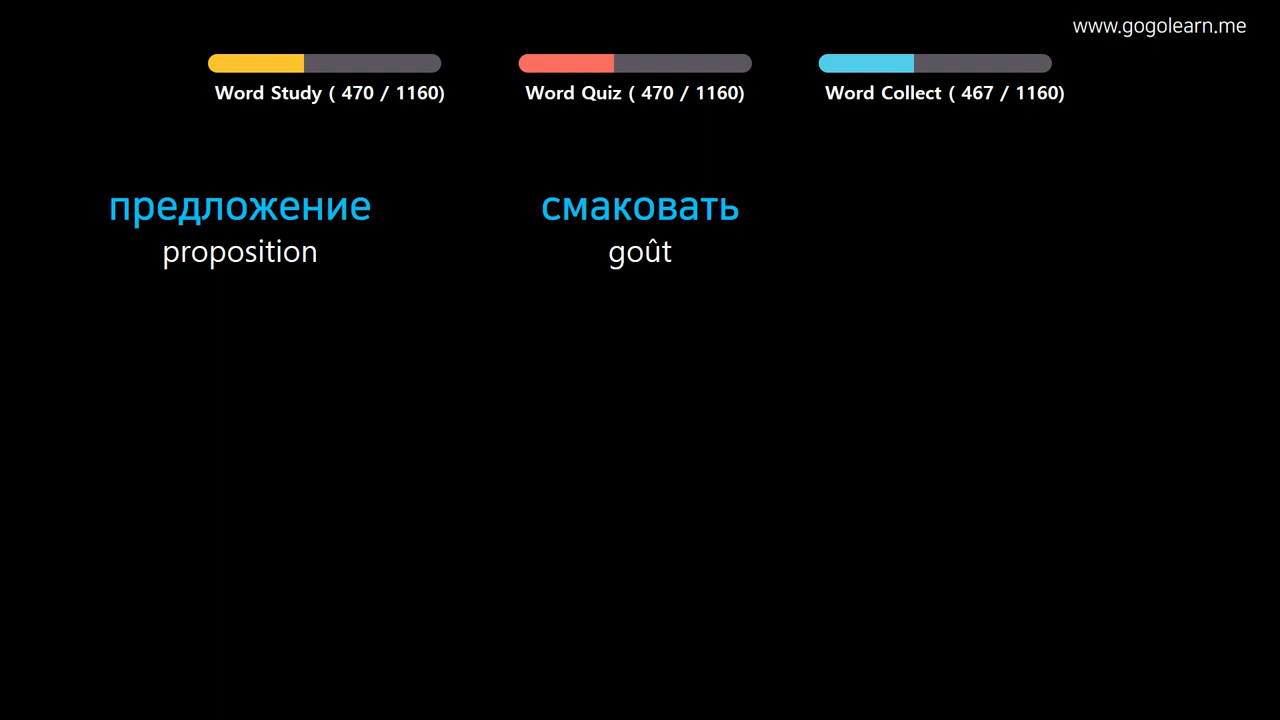 www.gogolearn.me
Word Study ( 470 / 1160)
Word Quiz ( 470 / 1160)
Word Collect ( 467 / 1160)
предложение
proposition
смаковать
goût